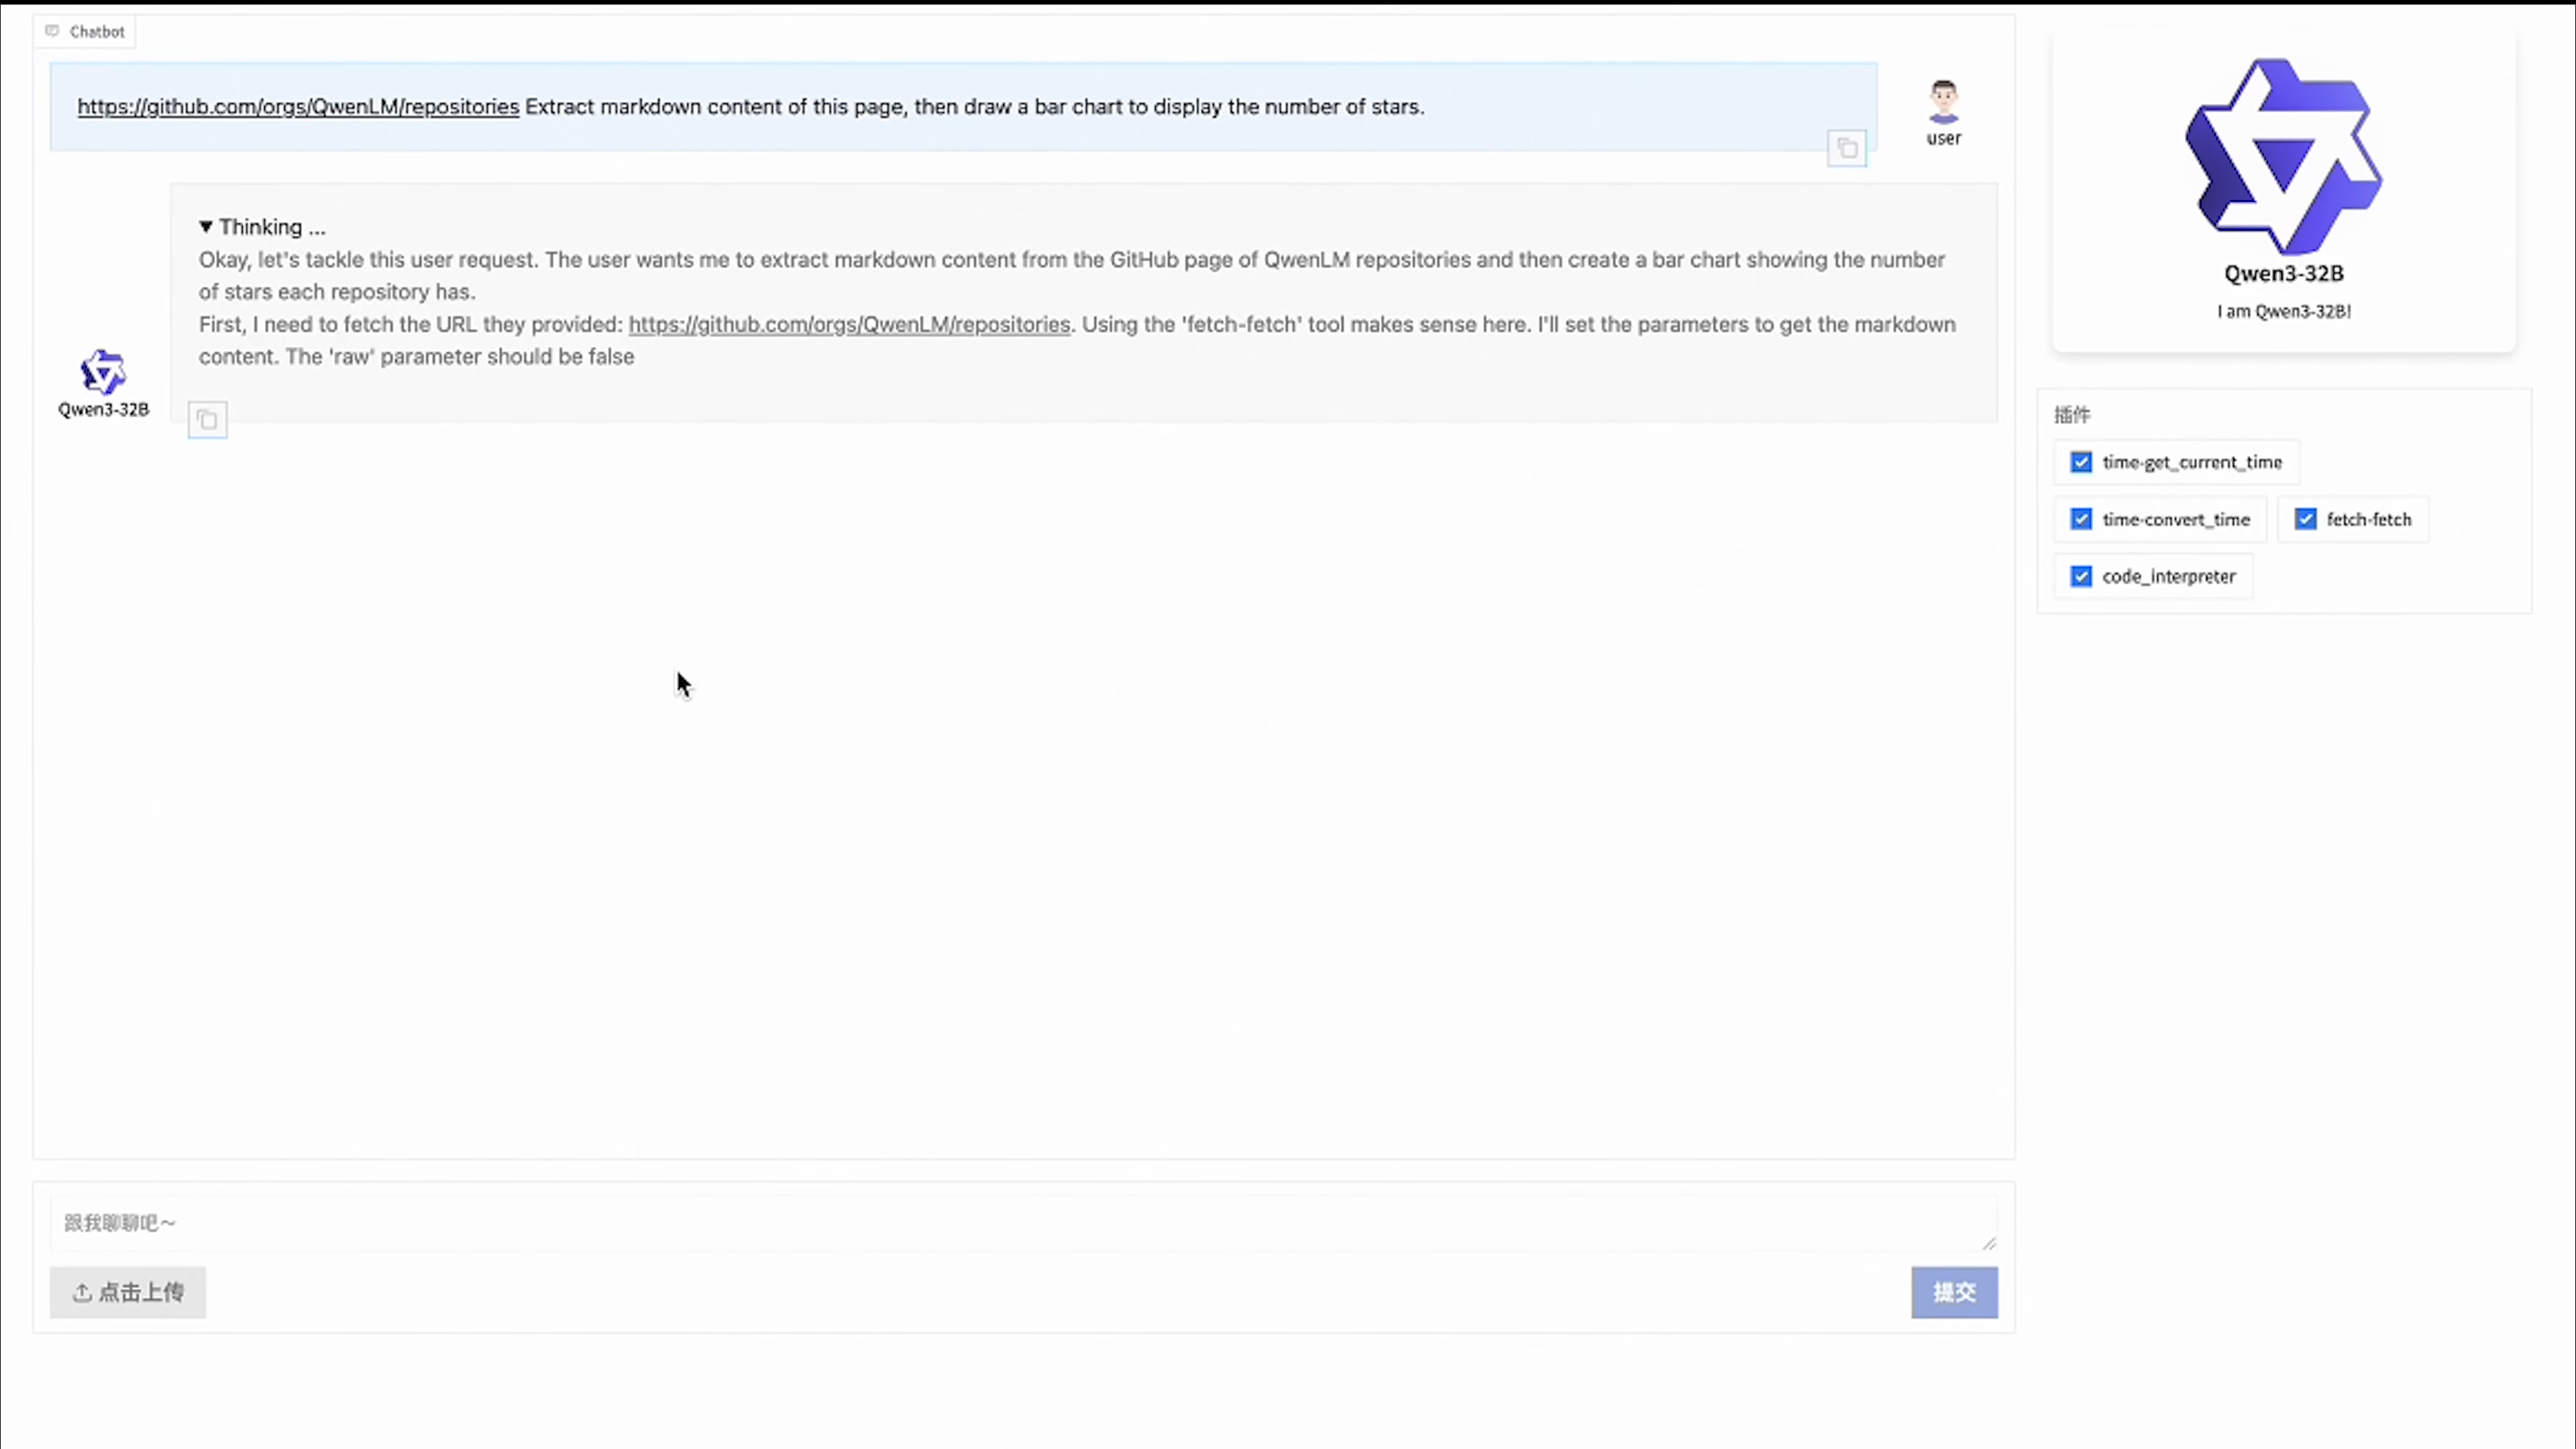 Chatbot
https://github.com/orgs/QwenLM/repositories Extract markdown content of this page, then draw a bar chart to display the number of stars.
user
▼ Thinking ...
Okay, let's tackle this user request. The user wants me to extract markdown content from the GitHub page of QwenLM repositories and then create a bar chart showing the number
of stars each repository has.
First, I need to fetch the URL they provided: https://github.com/orgs/QwenLM/repositories. Using the 'fetch-fetch' tool makes sense here. I'll set the parameters to get the markdown
content. The 'raw' parameter should be false
Qwen3-32B
跟我聊聊吧～
点击上传
提交
Qwen3-32B
I am Qwen3-32B!
插件
time-get_current_time
time-convert_time
fetch-fetch
code_interpreter